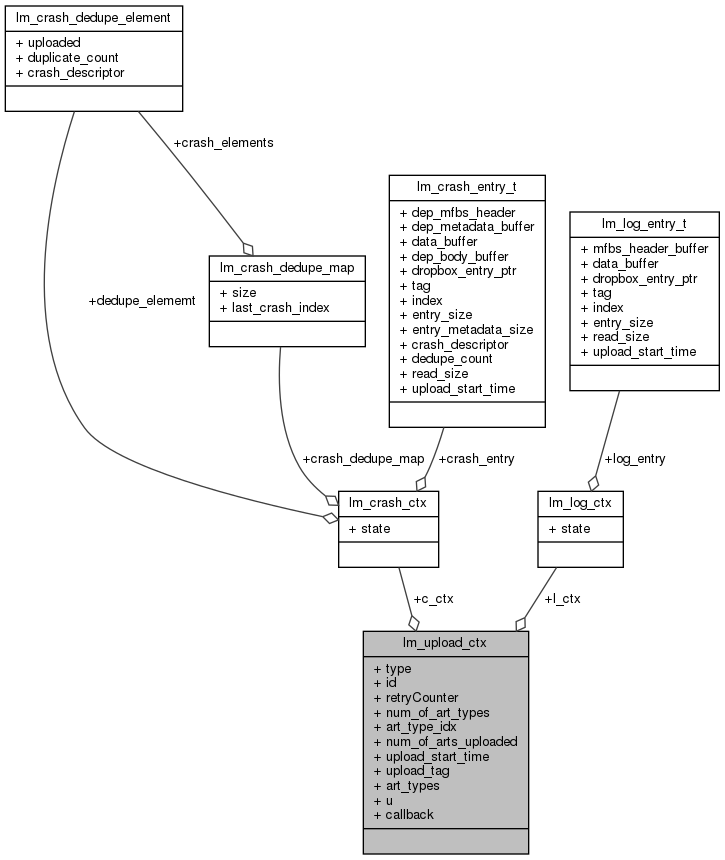 lm_crash_dedupe_element
+ uploaded
+ duplicate_count
+ crash_descriptor
+crash_elements
lm_crash_entry_t
+ dep_mfbs_header
+ dep_metadata_buffer
+ data_buffer
+ dep_body_buffer
+ dropbox_entry_ptr
+ tag
+ index
+ entry_size
+ entry_metadata_size
+ crash_descriptor
+ dedupe_count
+ read_size
+ upload_start_time
lm_log_entry_t
+ mfbs_header_buffer
+ data_buffer
+ dropbox_entry_ptr
+ tag
+ index
+ entry_size
+ read_size
+ upload_start_time
lm_crash_dedupe_map
+ size
+ last_crash_index
+dedupe_elememt
+crash_dedupe_map
+crash_entry
+log_entry
lm_crash_ctx
+ state
lm_log_ctx
+ state
+c_ctx
+l_ctx
lm_upload_ctx
+ type
+ id
+ retryCounter
+ num_of_art_types
+ art_type_idx
+ num_of_arts_uploaded
+ upload_start_time
+ upload_tag
+ art_types
+ u
+ callback